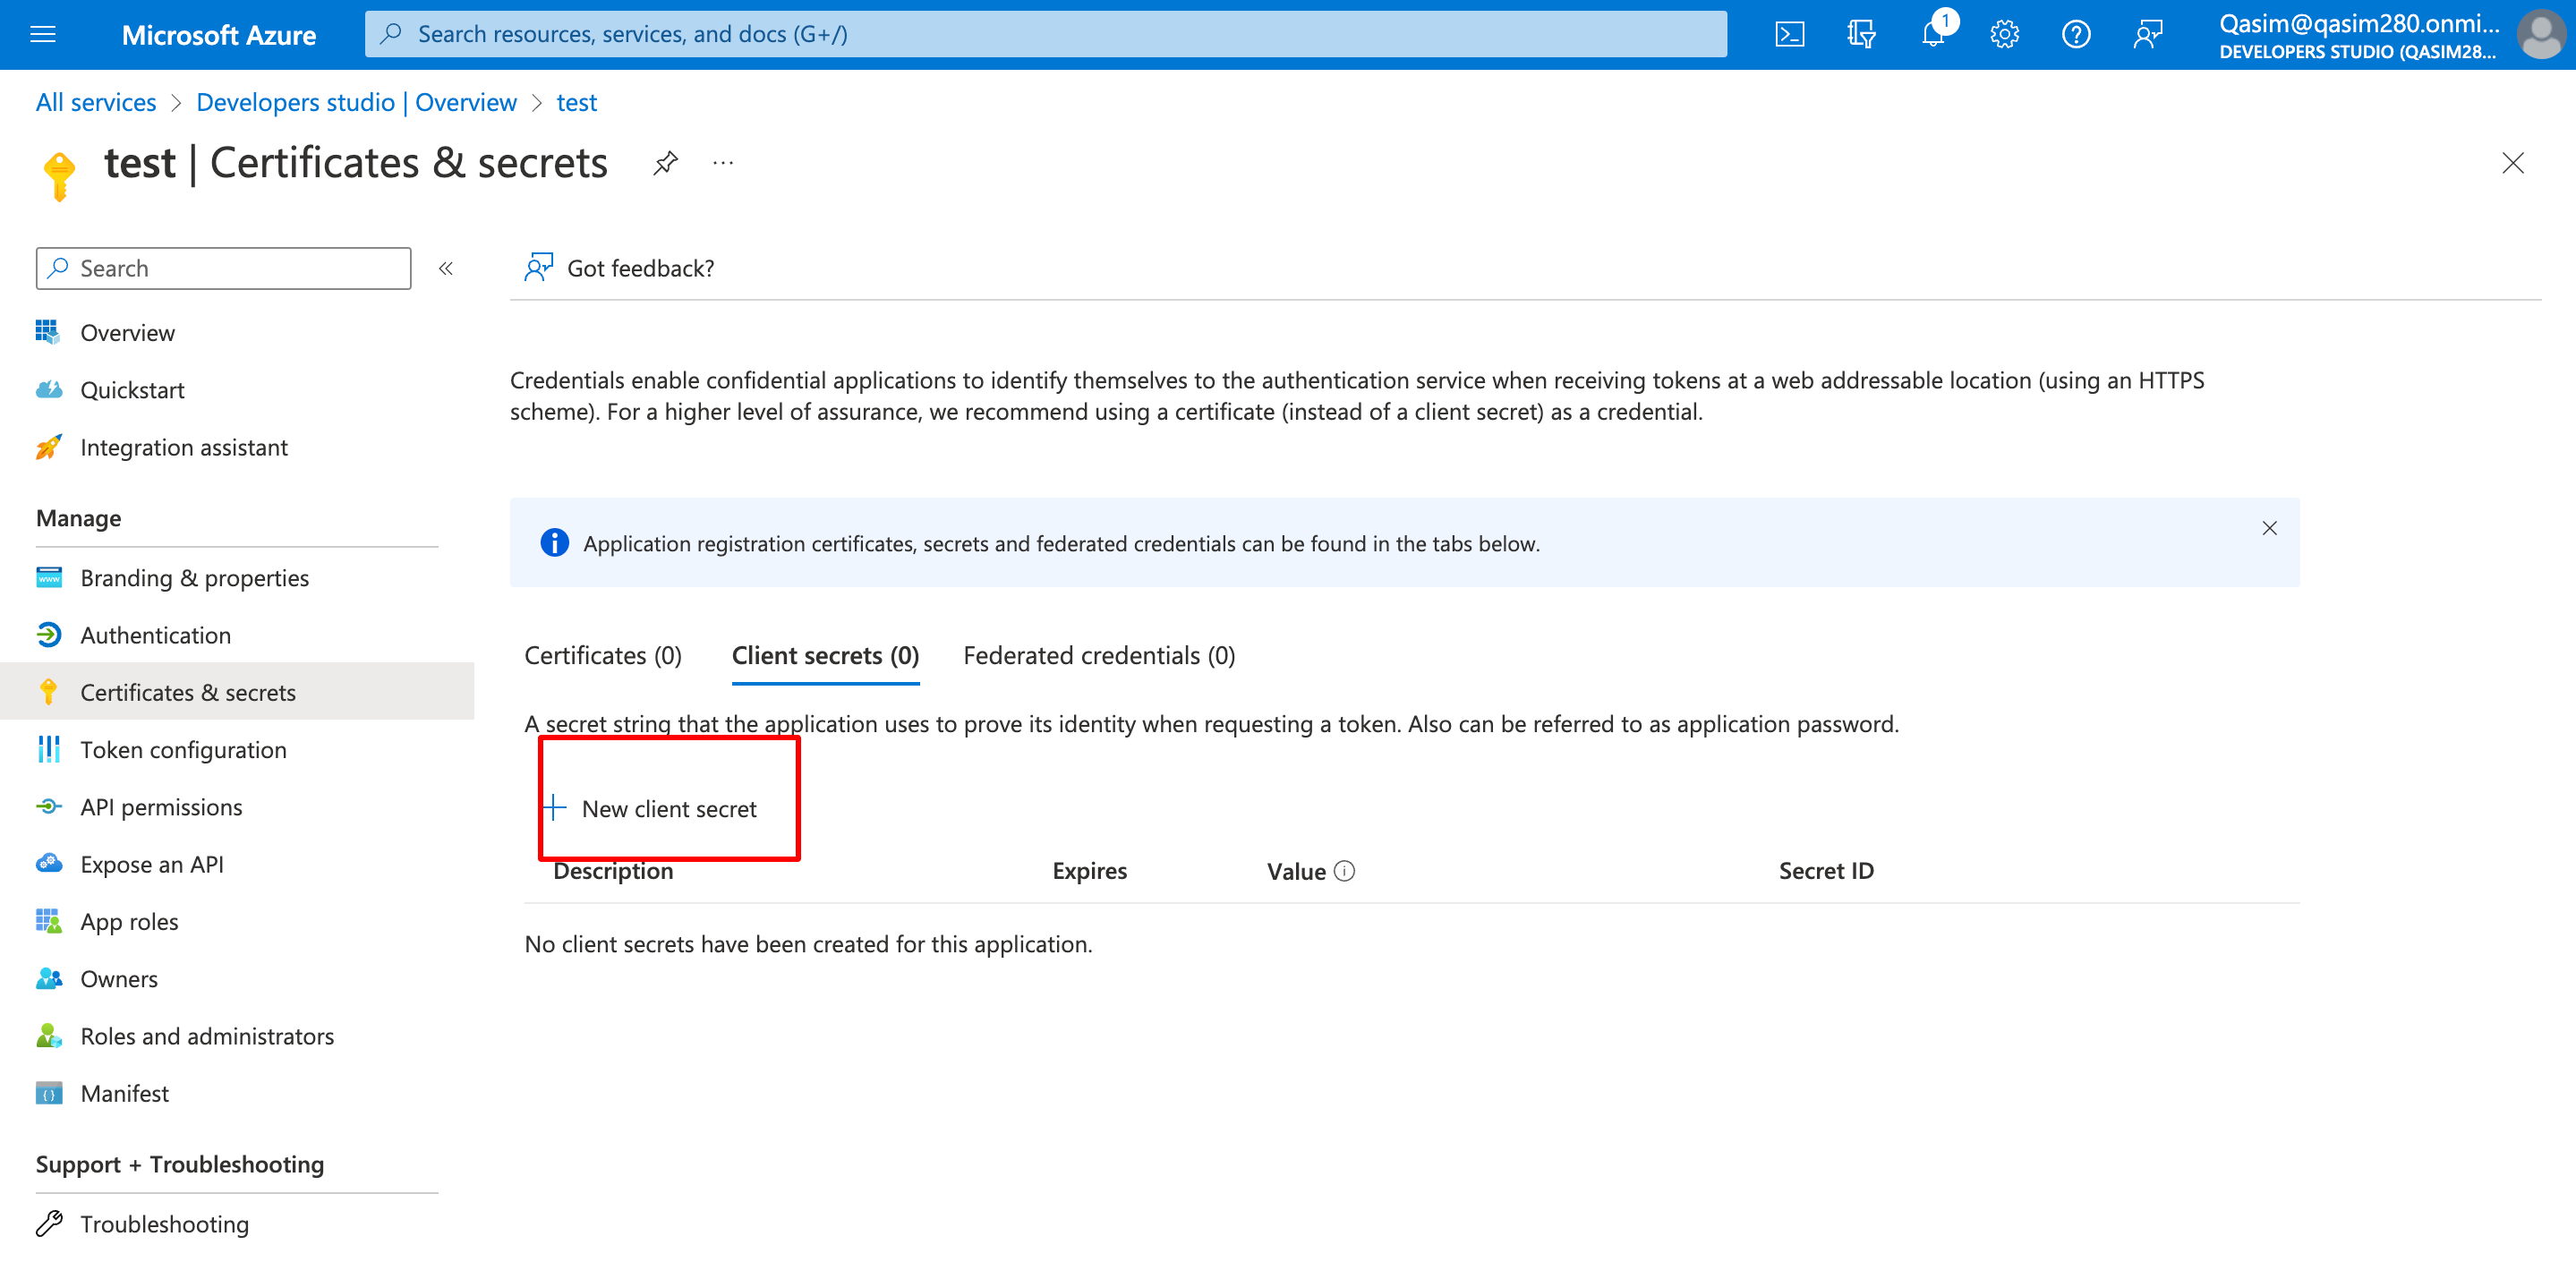 Microsoft Azure
Search resources, services, and docs (G+/)
1
Qasim@qasim280.onmi...
DEVELOPERS STUDIO (QASIM28...
All services > Developers studio | Overview > test
test | Certificates & secrets
Search
Got feedback?
Overview
Quickstart
Integration assistant
Manage
Branding & properties
Authentication
Certificates & secrets
Token configuration
API permissions
Expose an API
App roles
Owners
Roles and administrators
Manifest
Support + Troubleshooting
Troubleshooting
Credentials enable confidential applications to identify themselves to the authentication service when receiving tokens at a web addressable location (using an HTTPS
scheme). For a higher level of assurance, we recommend using a certificate (instead of a client secret) as a credential.
Application registration certificates, secrets and federated credentials can be found in the tabs below.
Certificates (0) Client secrets (0) Federated credentials (0)
A secret string that the application uses to prove its identity when requesting a token. Also can be referred to as application password.
New client secret
Description Expires Value Secret ID
No client secrets have been created for this application.